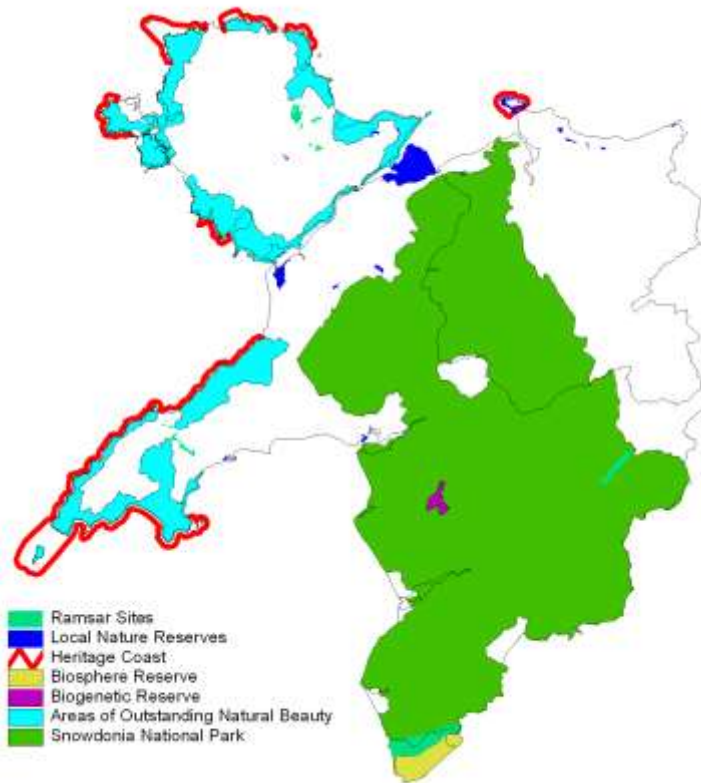 Ramsar Sites
Local Nature Reserves
Heritage Coast
Biosphere Reserve
Biogenetic Reserve
Areas of Outstanding Natural Beauty
Snowdonia National Park